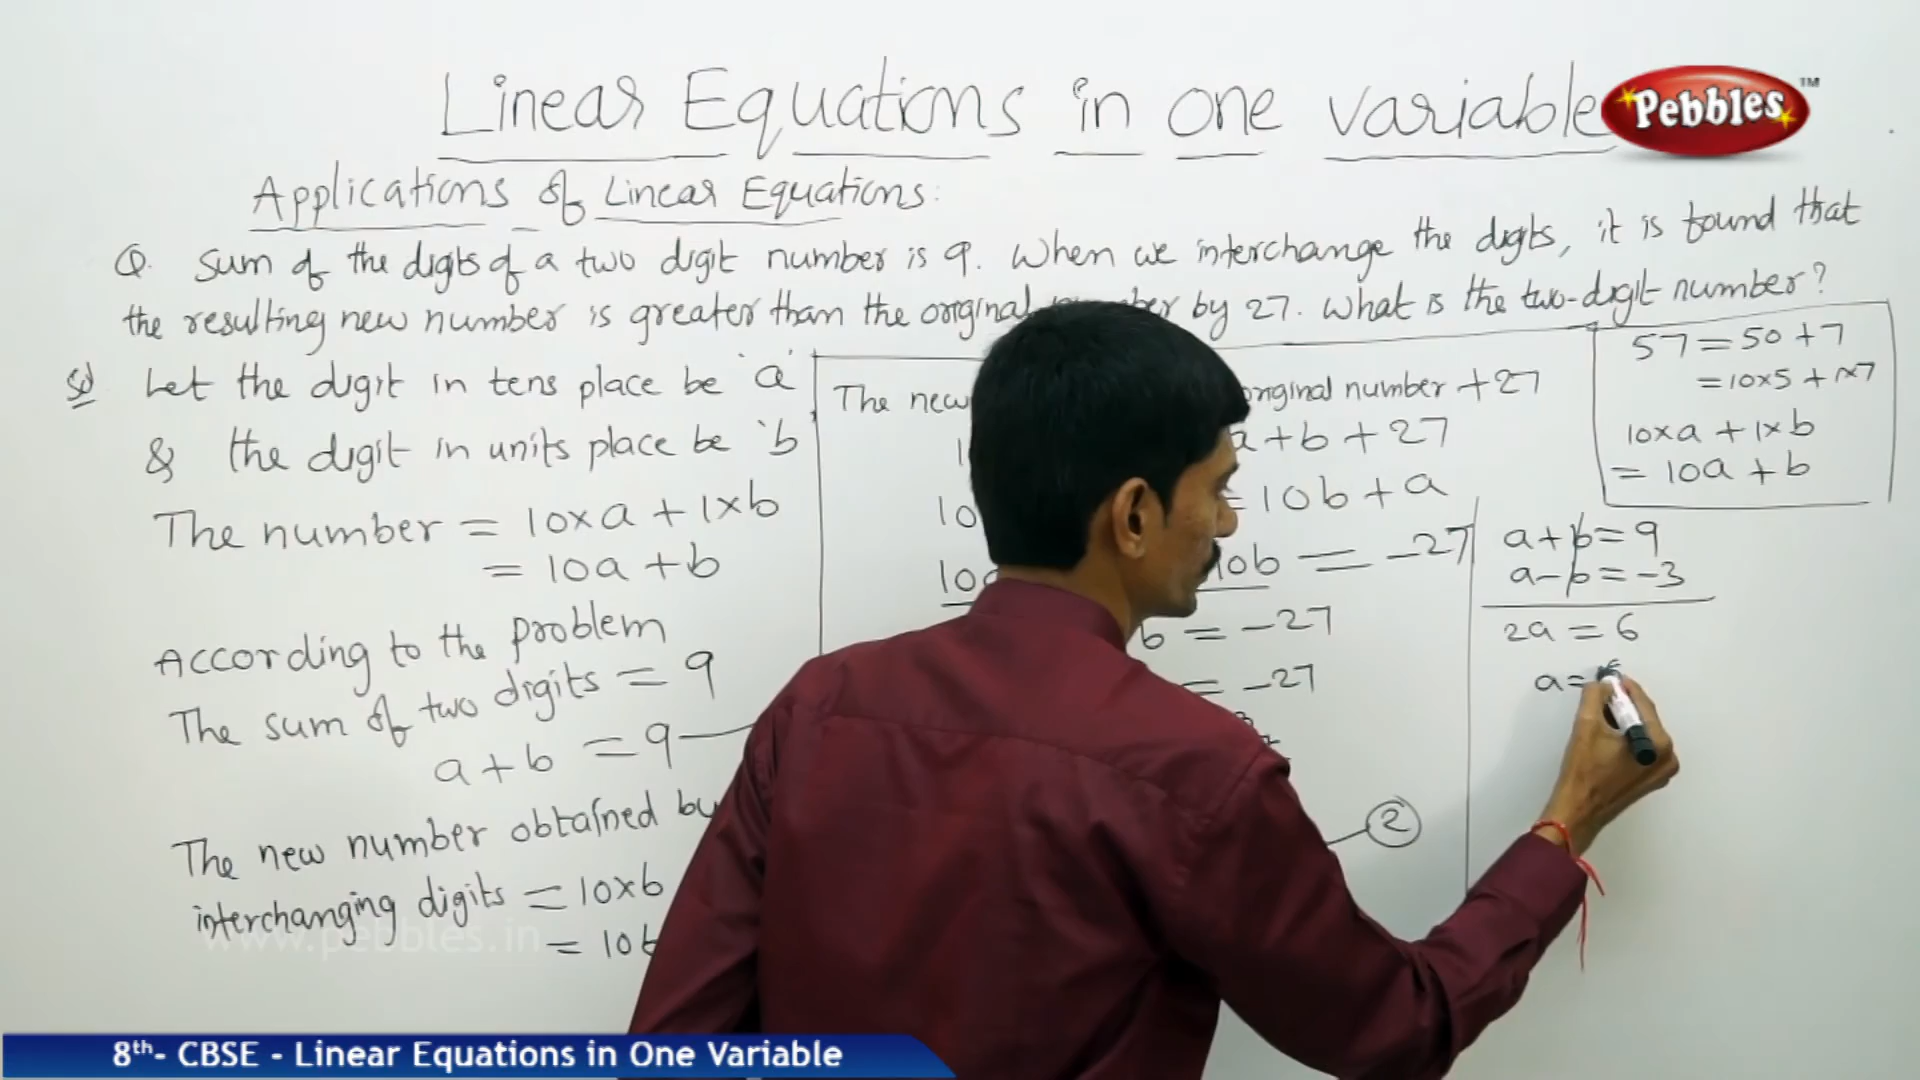 Linear Equations in one variable
Pebbles™
Applications of Linear Equations:
Q. Sum of the digits of a two digit number is 9. When we interchange the digits, it is found that
the resulting new number is greater than the original by 27. What is the two-digit number?
Sol Let the digit in tens place be 'a'
& the digit in units place be 'b
The number = 10×a + 1×b
= 10a + b
According to the problem
The sum of two digits = 9
a + b = 9
The new number obtained by
interchanging digits = 10×b
= 10b
The new original number + 27
a + b + 27
= 10b + a
10b = -27
b = -27
= -27
2
57 = 50 + 7
= 10×5 + 1×7
10×a + 1×b
= 10a + b
a + b = 9
a - b = -3
2a = 6
a =
www.pebbles.in
8th- CBSE - Linear Equations in One Variable